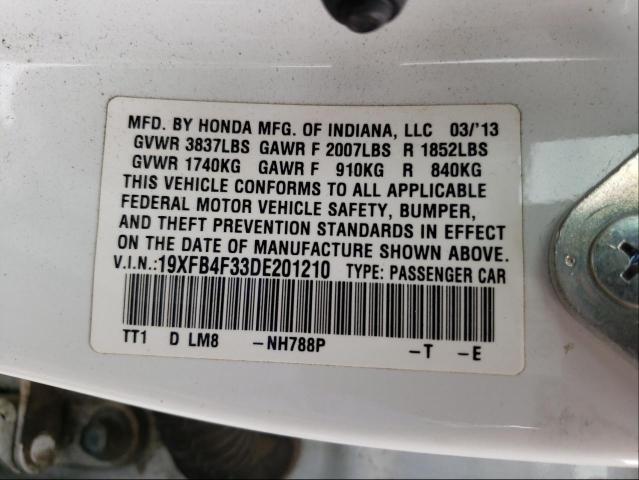 MFD. BY HONDA MFG. OF INDIANA, LLC 03/'13
GVWR 3837LBS GAWR F 2007LBS R 1852LBS
GVWR 1740KG GAWR F 910KG R 840KG
THIS VEHICLE CONFORMS TO ALL APPLICABLE
FEDERAL MOTOR VEHICLE SAFETY, BUMPER,
AND THEFT PREVENTION STANDARDS IN EFFECT
ON THE DATE OF MANUFACTURE SHOWN ABOVE.
V.I.N.:19XFB4F33DE201210 TYPE: PASSENGER CAR
TT1 D LM8 -NH788P -T -E